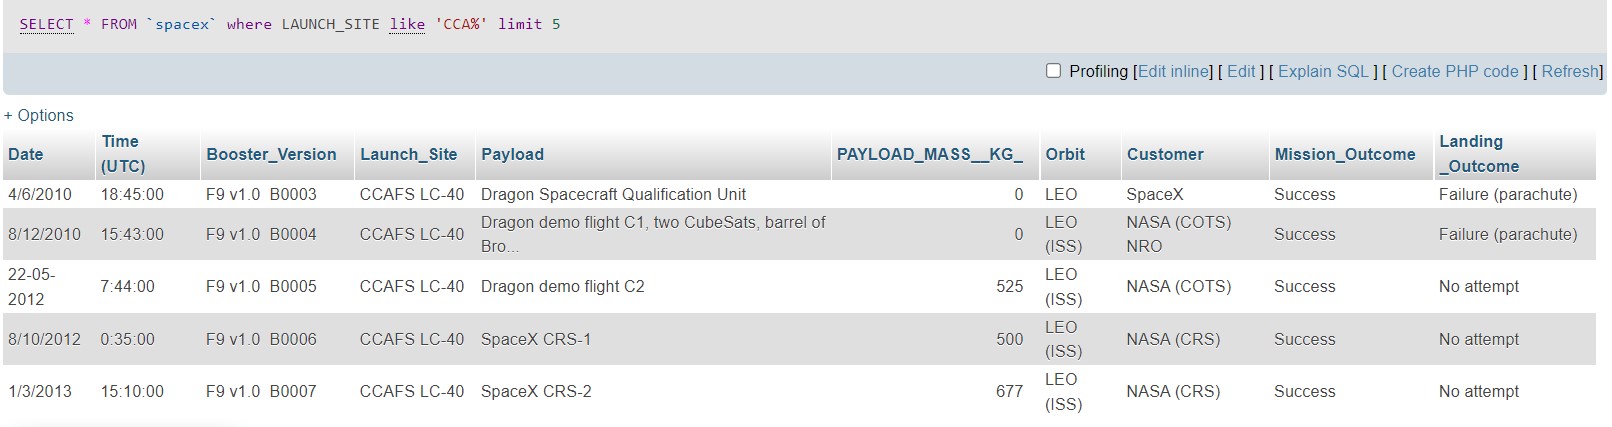 SELECT * FROM `spacex` where LAUNCH_SITE like 'CCA%' limit 5
Profiling [Edit inline] [ Edit ] [ Explain SQL ] [ Create PHP code ] [ Refresh]
+ Options
Date Time (UTC) Booster_Version Launch_Site Payload PAYLOAD_MASS__KG_ Orbit Customer Mission_Outcome Landing _Outcome
4/6/2010 18:45:00 F9 v1.0 B0003 CCAFS LC-40 Dragon Spacecraft Qualification Unit 0 LEO SpaceX Success Failure (parachute)
8/12/2010 15:43:00 F9 v1.0 B0004 CCAFS LC-40 Dragon demo flight C1, two CubeSats, barrel of Bro... 0 LEO (ISS) NASA (COTS) NRO Success Failure (parachute)
22-05-2012 7:44:00 F9 v1.0 B0005 CCAFS LC-40 Dragon demo flight C2 525 LEO (ISS) NASA (COTS) Success No attempt
8/10/2012 0:35:00 F9 v1.0 B0006 CCAFS LC-40 SpaceX CRS-1 500 LEO (ISS) NASA (CRS) Success No attempt
1/3/2013 15:10:00 F9 v1.0 B0007 CCAFS LC-40 SpaceX CRS-2 677 LEO (ISS) NASA (CRS) Success No attempt